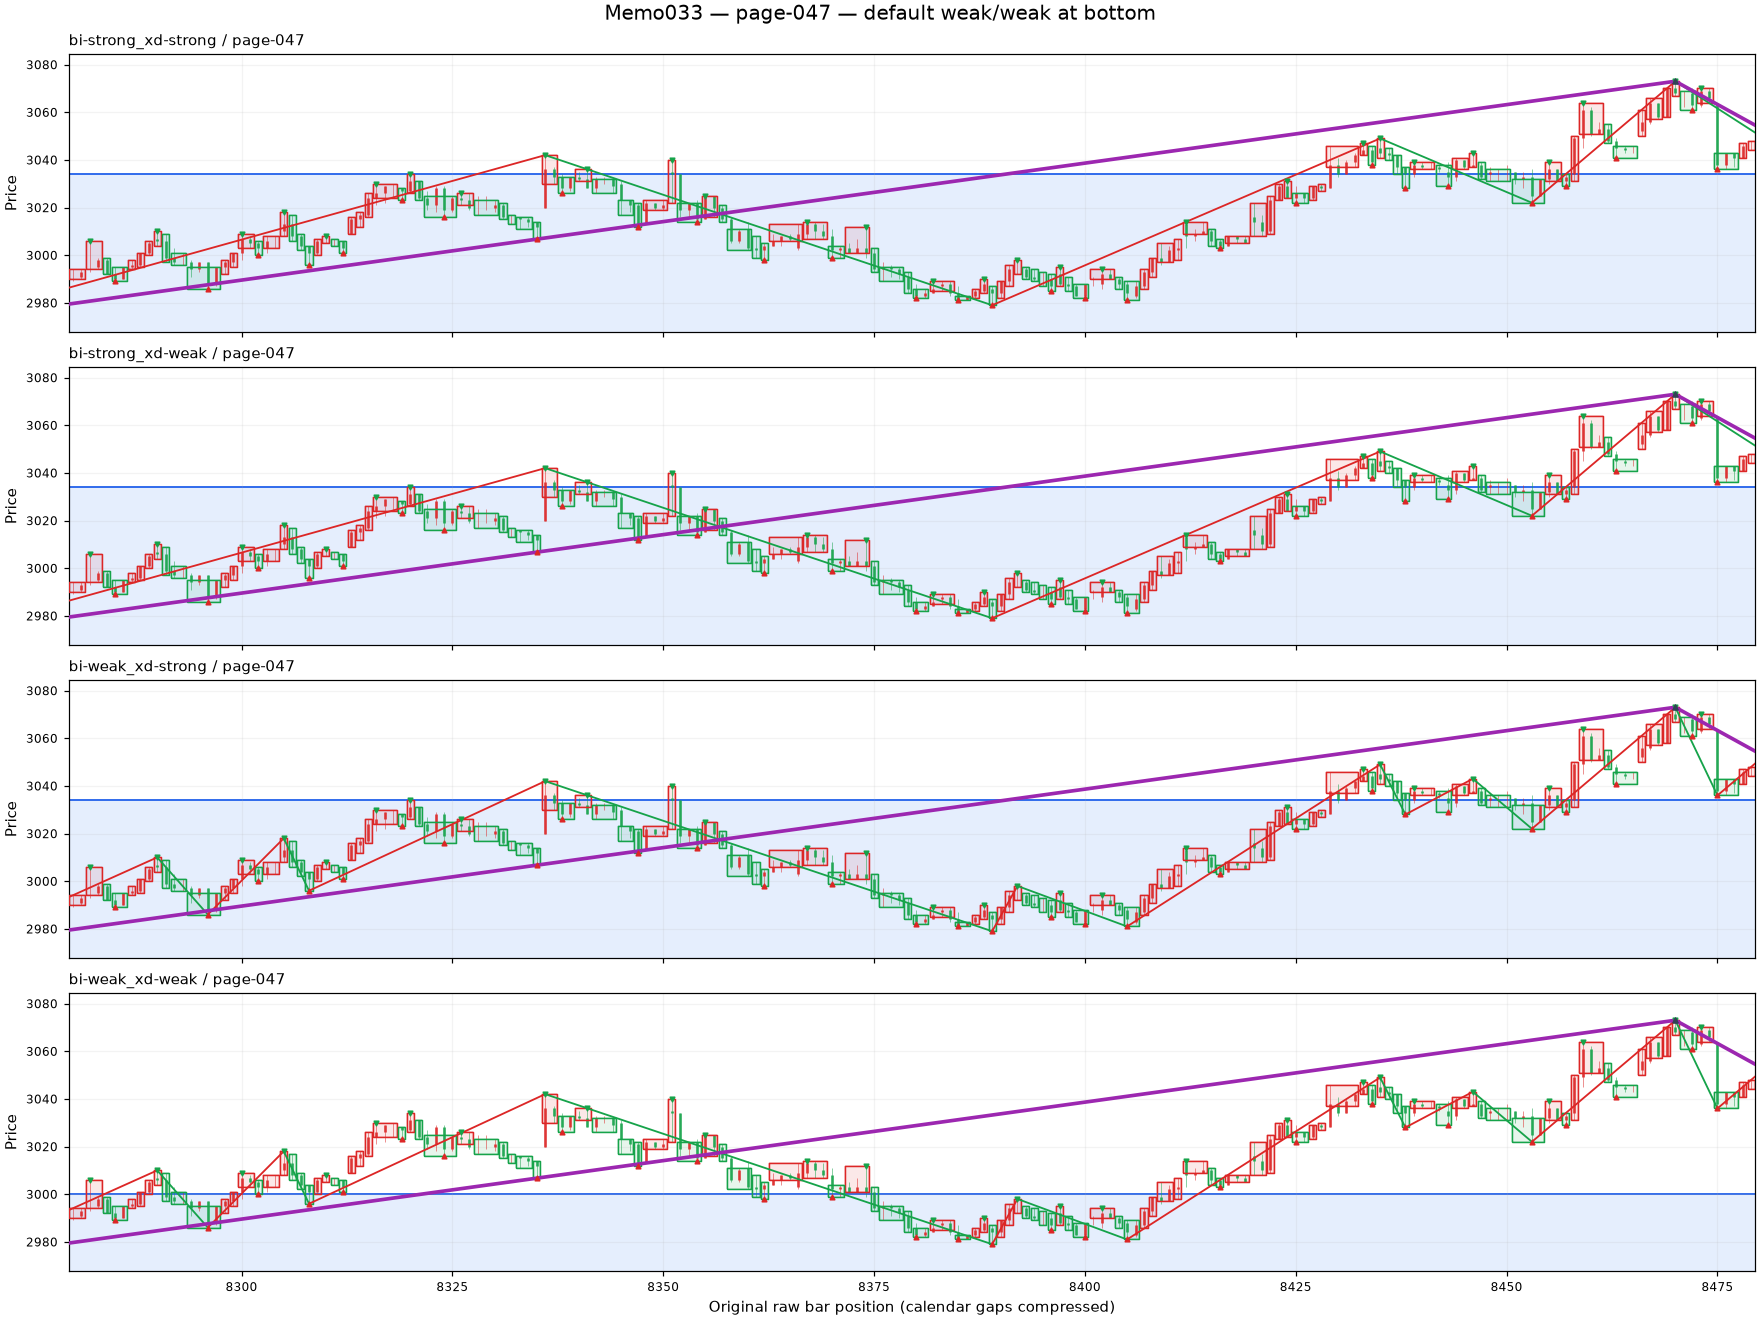 Memo033 — page-047 — default weak/weak at bottom
bi-strong_xd-strong / page-047
3080
3060
3040
3020
3000
2980
Price
bi-strong_xd-weak / page-047
3080
3060
3040
3020
3000
2980
Price
bi-weak_xd-strong / page-047
3080
3060
3040
3020
3000
2980
Price
bi-weak_xd-weak / page-047
3080
3060
3040
3020
3000
2980
Price
8300 8325 8350 8375 8400 8425 8450 8475
Original raw bar position (calendar gaps compressed)